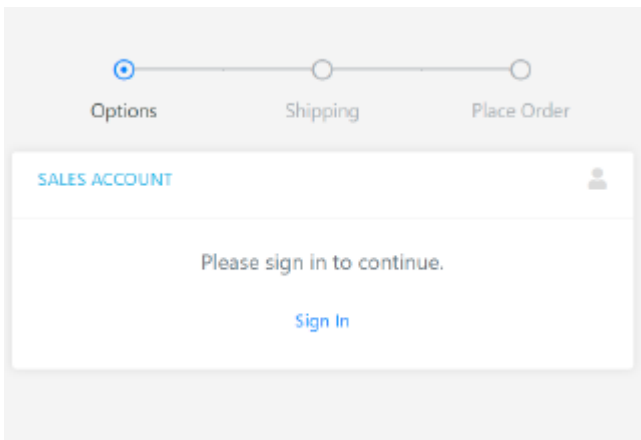 Options Shipping Place Order
SALES ACCOUNT
Please sign in to continue.
Sign In